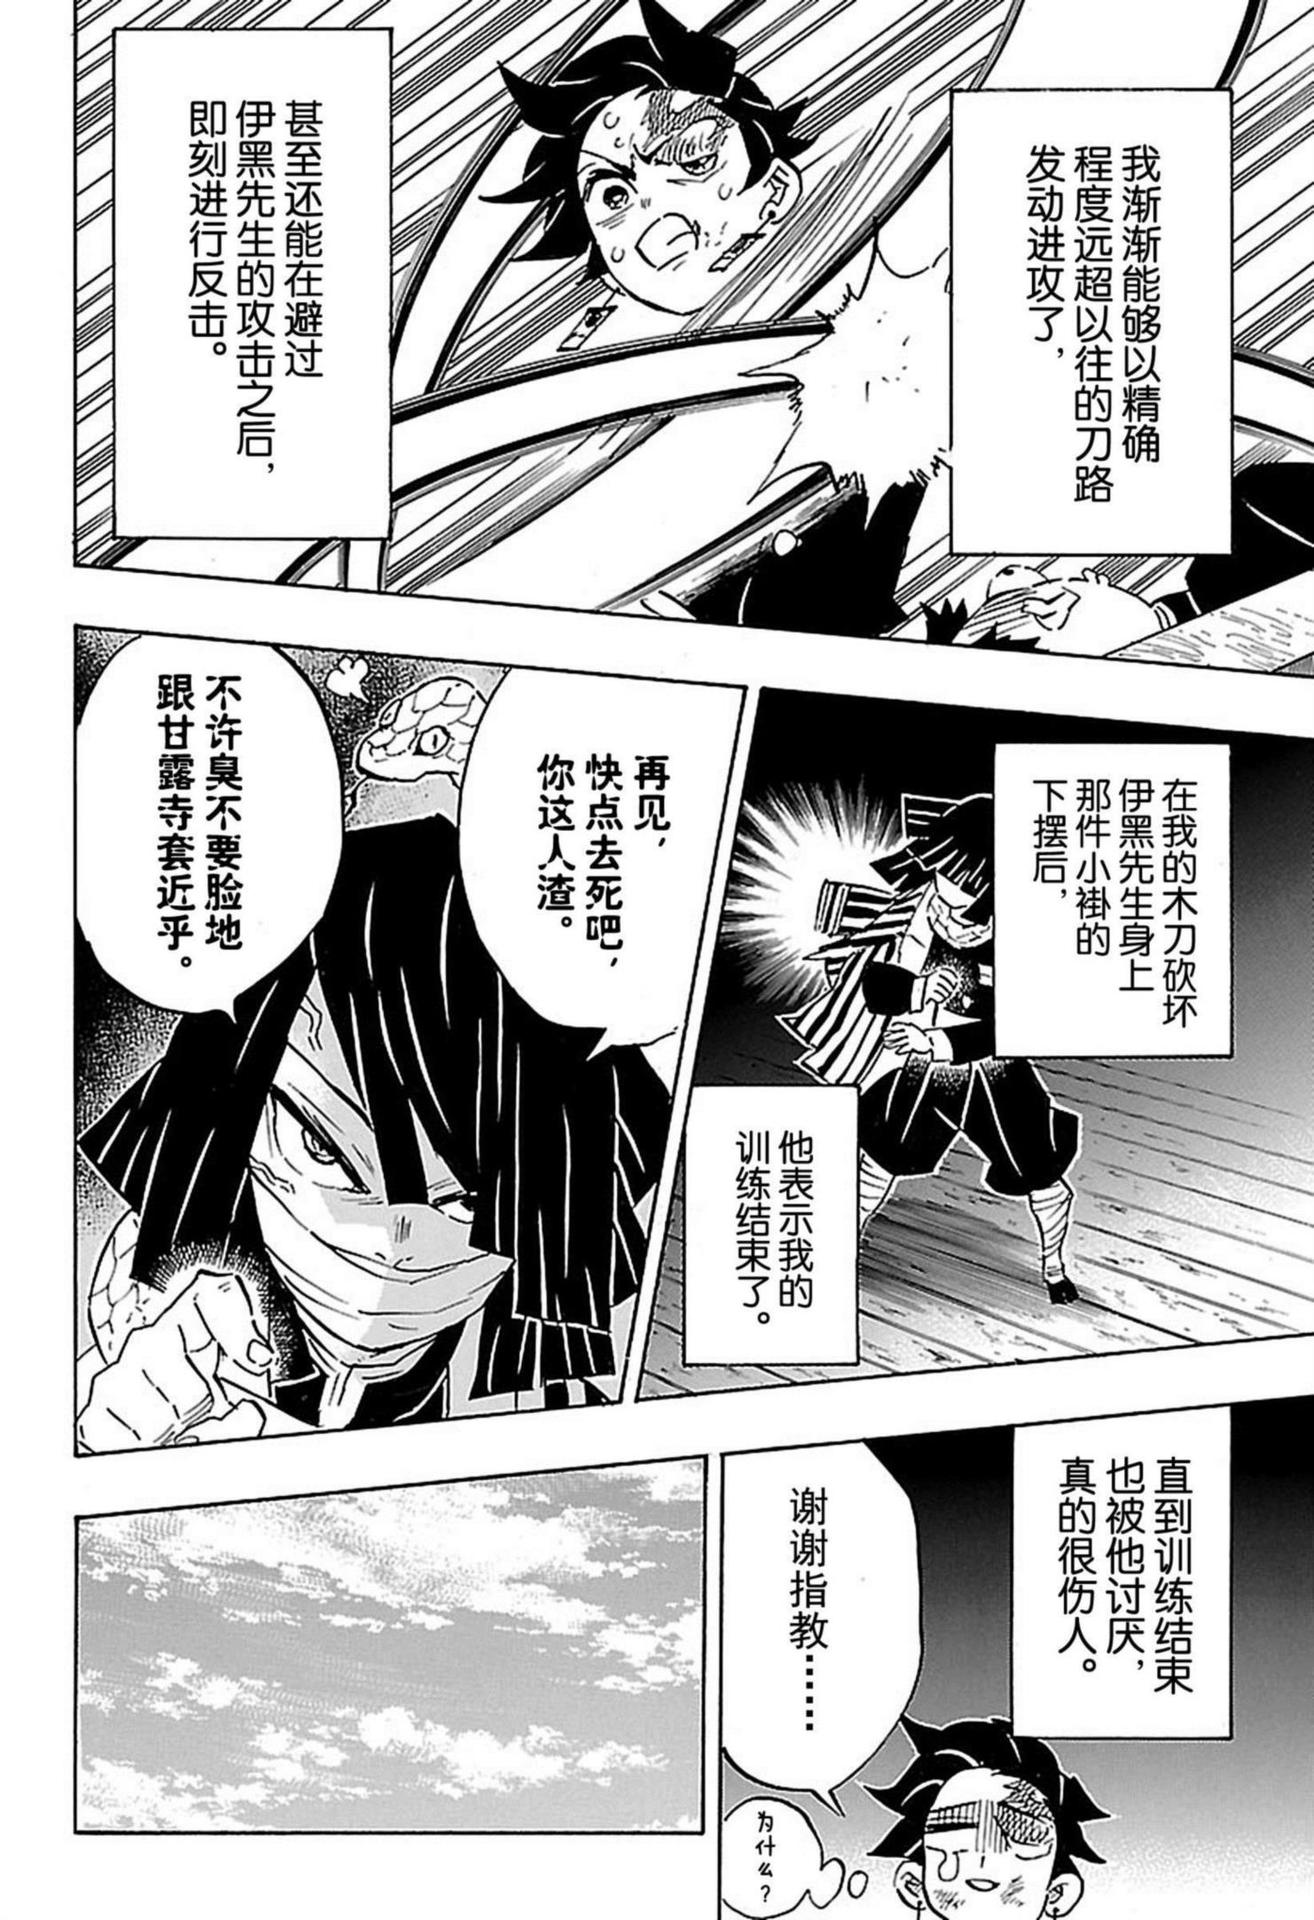 我渐渐能够以精确
程度远超以往的刀路
发动进攻了，
甚至还能在避过
伊黑先生的攻击之后，
即刻进行反击。
在我的木刀砍坏
伊黑先生身上
那件小褂的
下摆后，
他表示我的
训练结束了。
再见，
快点去死吧，
你这人渣。
不许臭不要脸地
跟甘露寺套近乎。
直到训练结束
也被他讨厌，
真的很伤人。
谢谢指教……
为什么？